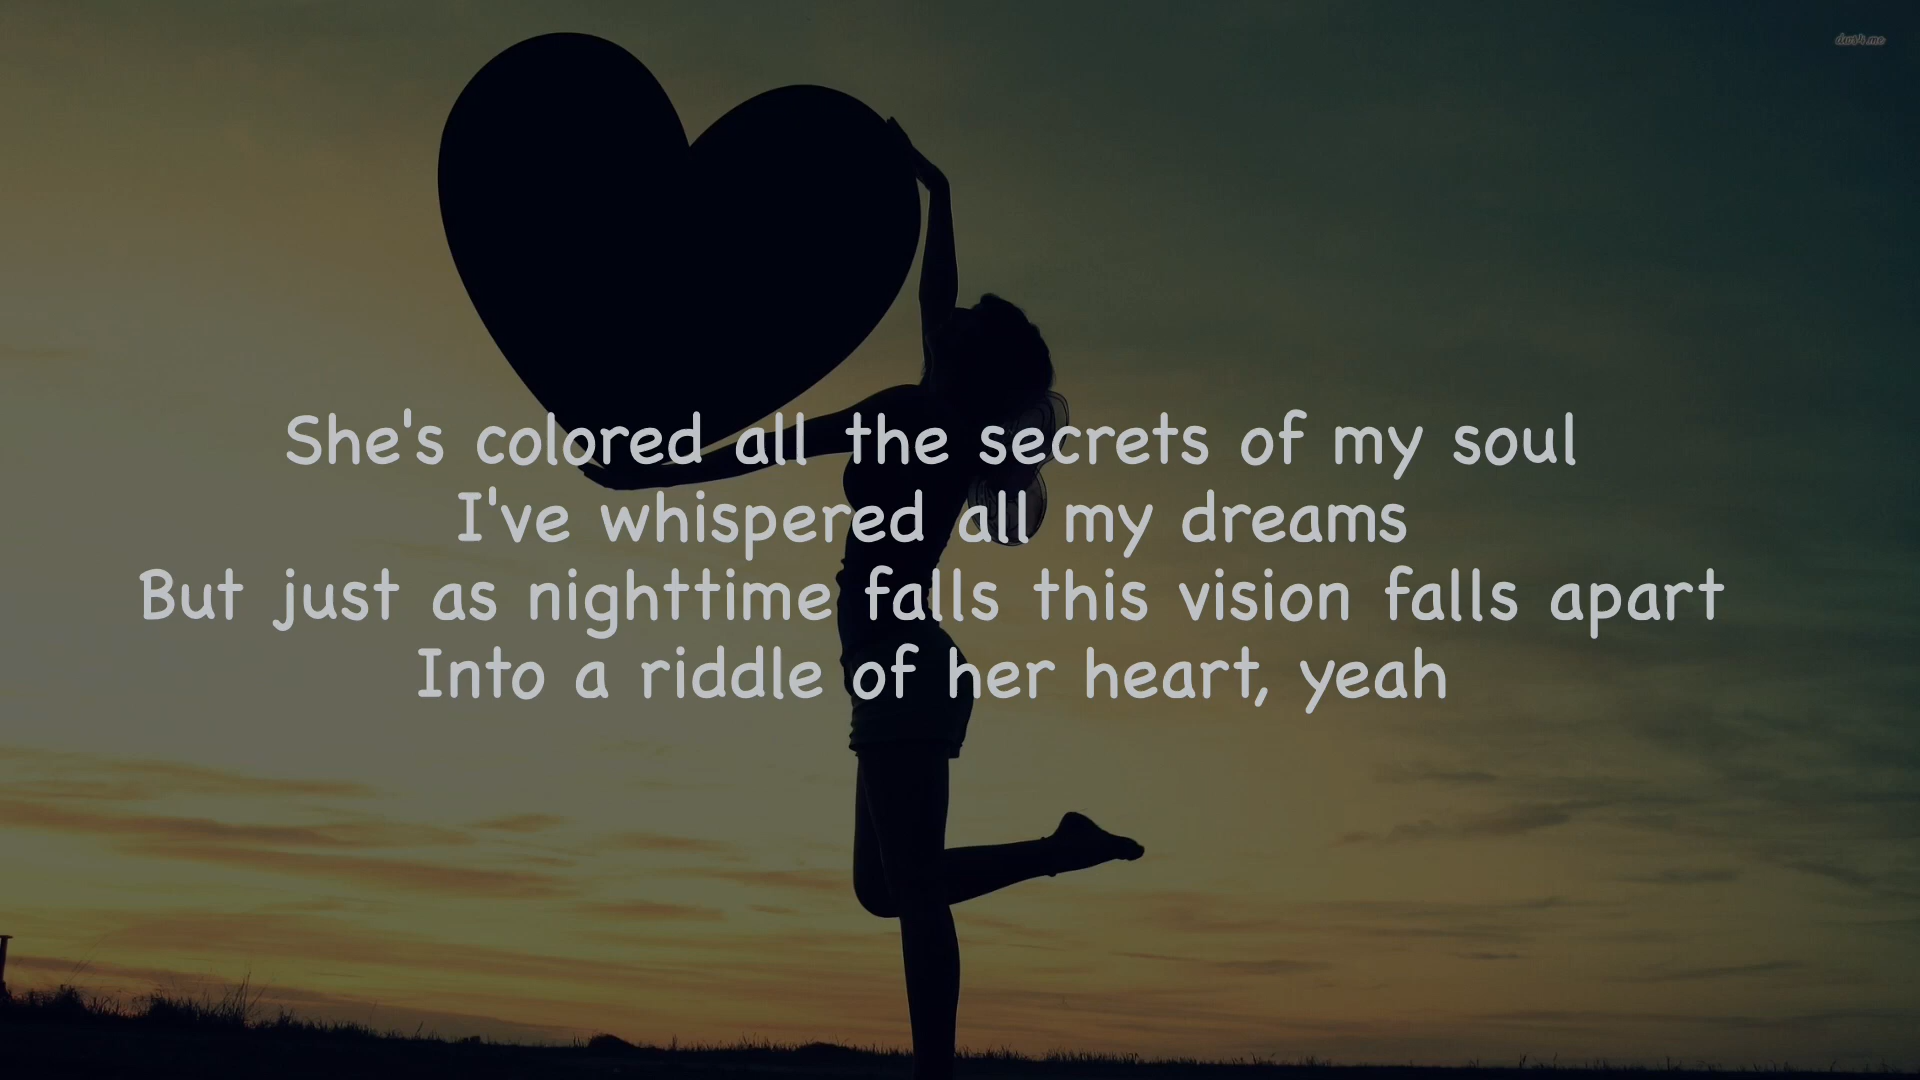 She's colored all the secrets of my soul
I've whispered all my dreams
But just as nighttime falls this vision falls apart
Into a riddle of her heart, yeah